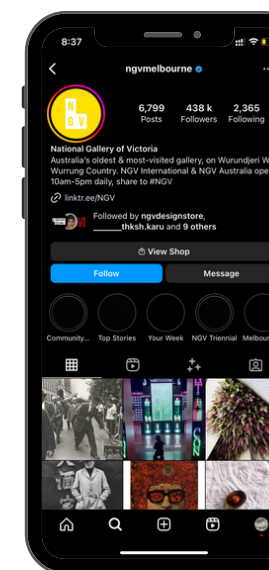 8:37
ngvmelbourne
N
G
V
6,799 438 k 2,365
Posts Followers Following
National Gallery of Victoria
Australia's oldest & most-visited gallery, on Wurundjeri W
Wurrung Country. NGV International & NGV Australia ope
10am-5pm daily, share to #NGV
linktr.ee/NGV
Followed by ngvdesignstore,
______thksh.karu and 9 others
View Shop
Follow Message
Community... Top Stories Your Week NGV Triennial Melbour